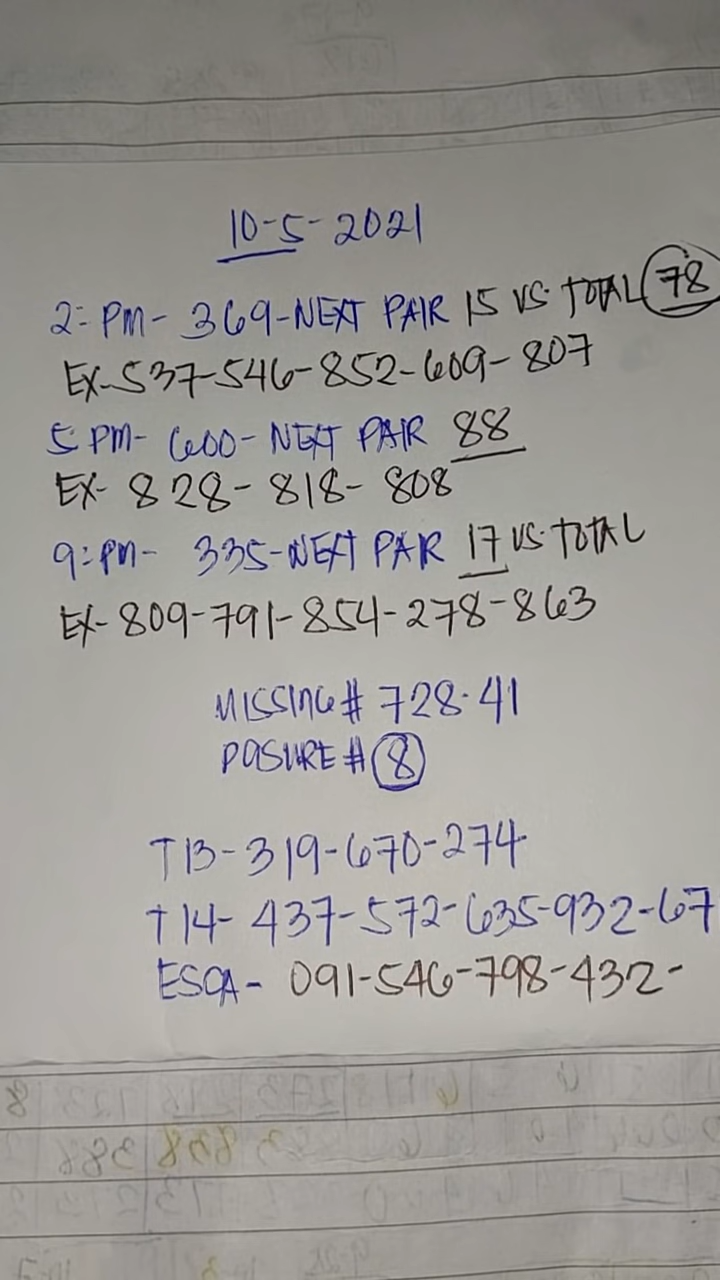 10-5-2021
2:PM- 369-NEXT PAIR 15 VS. TOTAL 78
EX-537-546-852-609-807
5:PM- 600- NEXT PAIR 88
EX- 828- 818- 808
9:PM- 335-NEXT PAIR 17 VS. TOTAL
EX-809-791-854-278-863
MISSING# 728.41
PASURE # 8
T13-319-670-274
T14- 437-572-635-932-67
ESCA- 091-546-798-432-